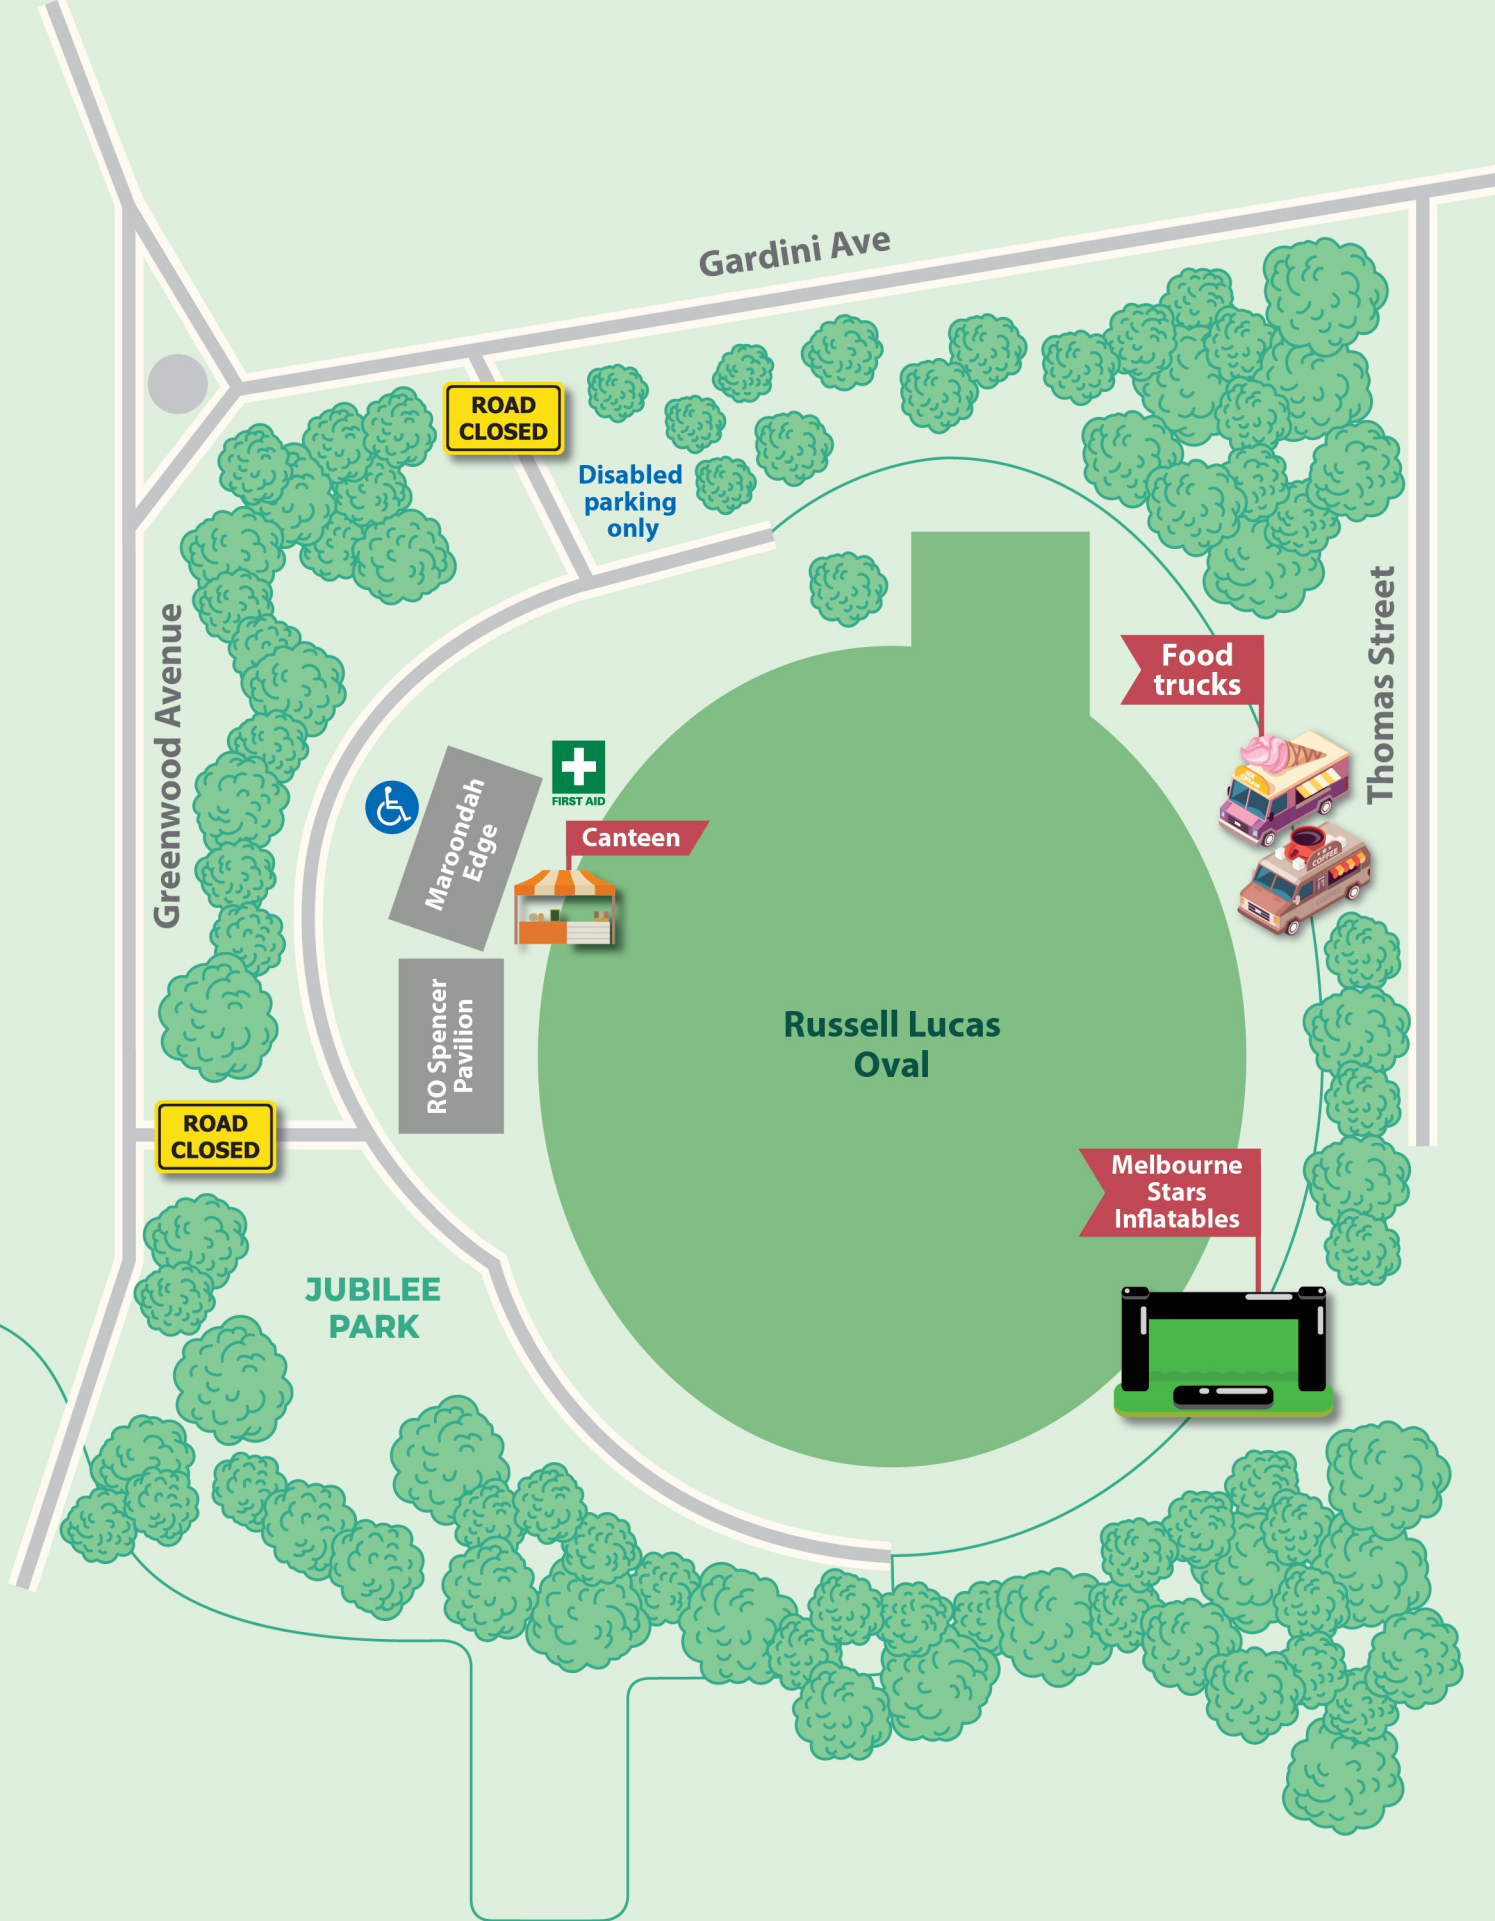 Gardini Ave
ROAD
CLOSED
Disabled
parking
only
Greenwood Avenue
Thomas Street
Food
trucks
COFFEE
FIRST AID
Maroondah
Edge
Canteen
RO Spencer
Pavilion
Russell Lucas
Oval
ROAD
CLOSED
Melbourne
Stars
Inflatables
JUBILEE
PARK